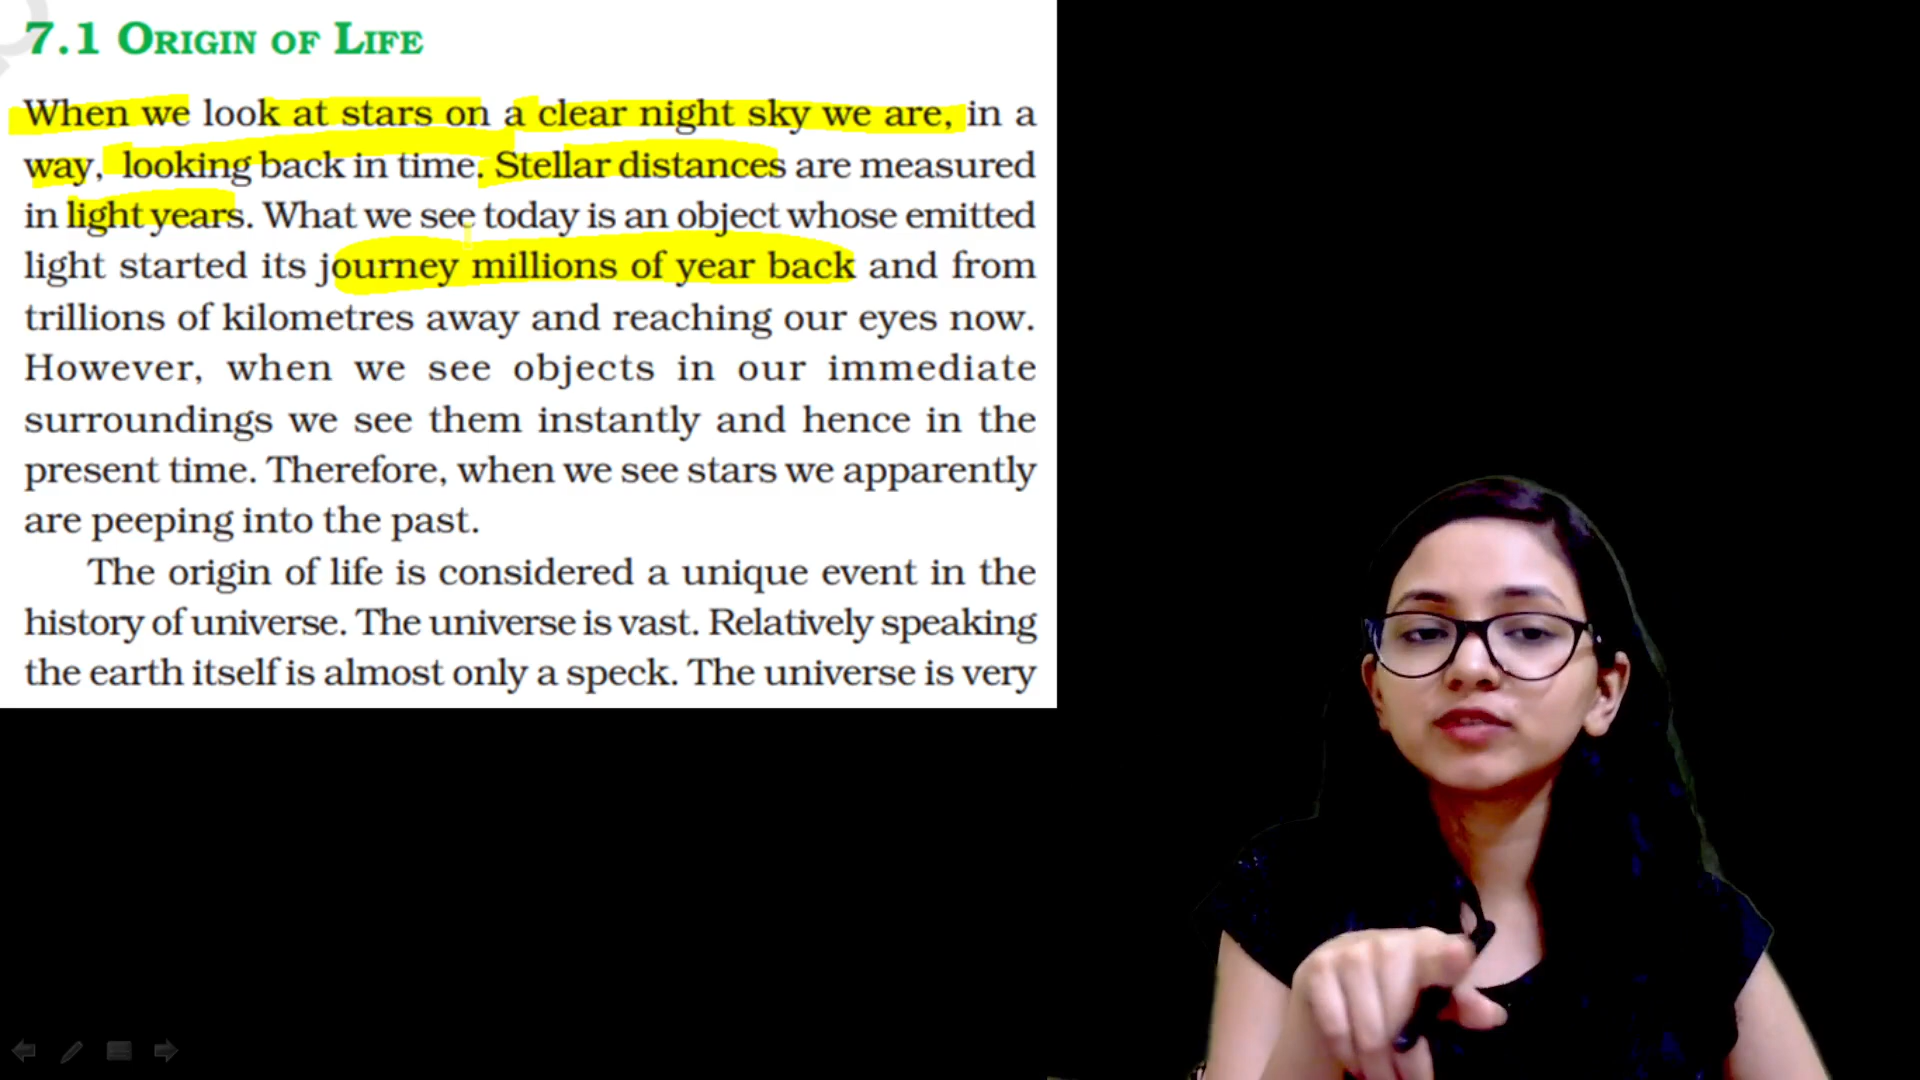 7.1 ORIGIN OF LIFE
When we look at stars on a clear night sky we are, in a
way, looking back in time. Stellar distances are measured
in light years. What we see today is an object whose emitted
light started its journey millions of year back and from
trillions of kilometres away and reaching our eyes now.
However, when we see objects in our immediate
surroundings we see them instantly and hence in the
present time. Therefore, when we see stars we apparently
are peeping into the past.
The origin of life is considered a unique event in the
history of universe. The universe is vast. Relatively speaking
the earth itself is almost only a speck. The universe is very